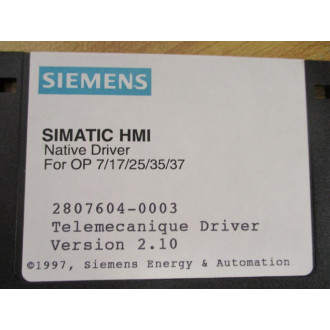 SIEMENS
SIMATIC HMI
Native Driver
For OP 7/17/25/35/37
2807604-0003
Telemecanique Driver
Version 2.10
©1997, Siemens Energy & Automation